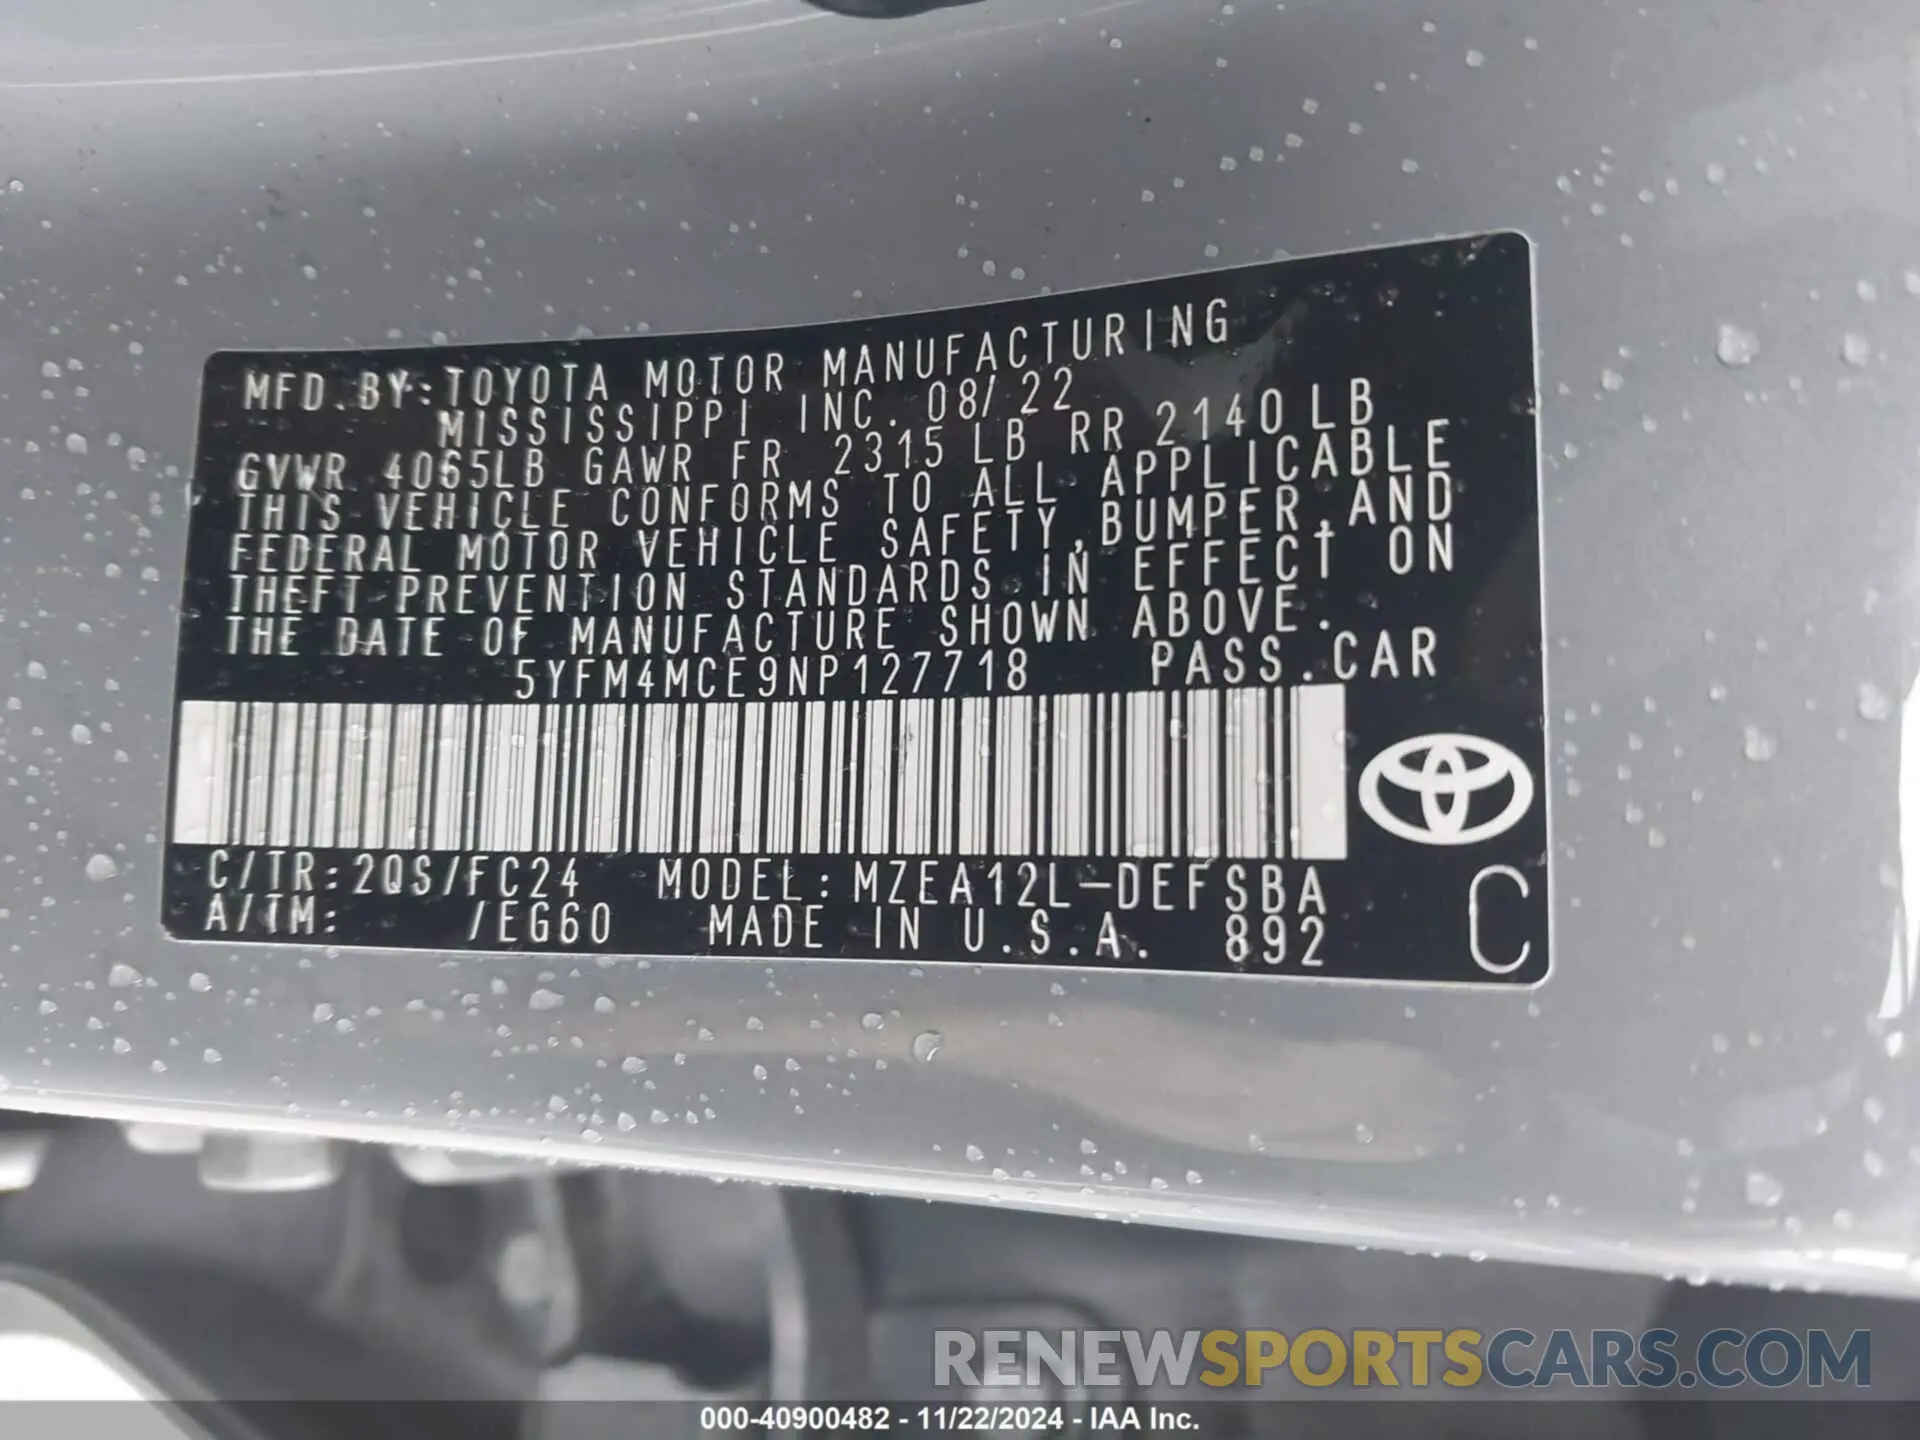 MFD.BY:TOYOTA MOTOR MANUFACTURING
MISSISSIPPI INC. 08/22
GVWR 4065LB GAWR FR 2315 LB RR 2140LB
THIS VEHICLE CONFORMS TO ALL APPLICABLE
FEDERAL MOTOR VEHICLE SAFETY,BUMPER,AND
THEFT PREVENTION STANDARDS IN EFFECT ON
THE DATE OF MANUFACTURE SHOWN ABOVE.
5YFM4MCE9NP127718 PASS.CAR
C/TR:2QS/FC24 MODEL:MZEA12L-DEFSBA
A/TM: /EG60 MADE IN U.S.A. 892 C
RENEWSPORTSCARS.COM
000-40900482 - 11/22/2024 - IAA Inc.